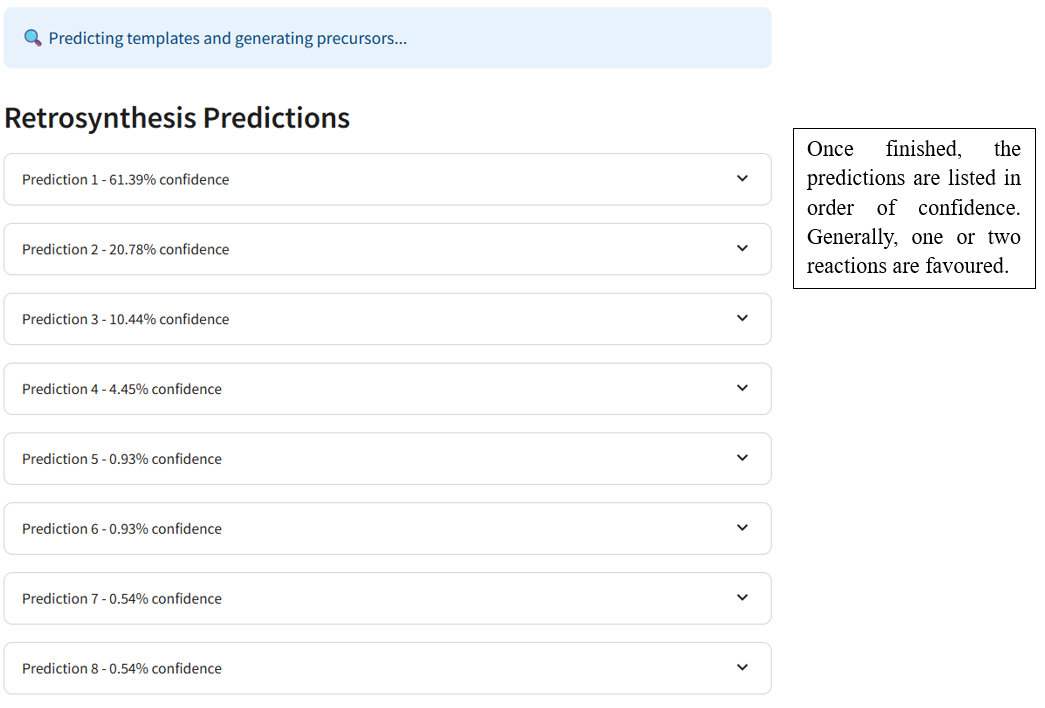 Predicting templates and generating precursors...
Retrosynthesis Predictions
Prediction 1 - 61.39% confidence
Prediction 2 - 20.78% confidence
Prediction 3 - 10.44% confidence
Prediction 4 - 4.45% confidence
Prediction 5 - 0.93% confidence
Prediction 6 - 0.93% confidence
Prediction 7 - 0.54% confidence
Prediction 8 - 0.54% confidence
Once finished, the
predictions are listed in
order of confidence.
Generally, one or two
reactions are favoured.